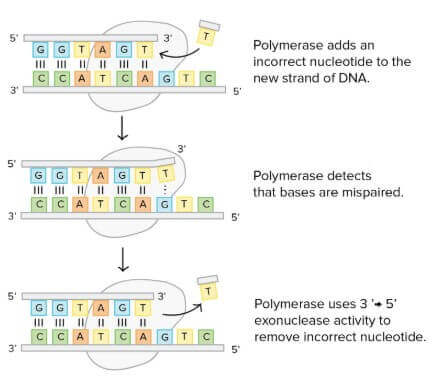 5' 3' T
G G T A G T
C C A T C A G T C
3' 5'
Polymerase adds an
incorrect nucleotide to the
new strand of DNA.
3'
5'
G G T A G T T
C C A T C A G T C
3' 5'
Polymerase detects
that bases are mispaired.
5' 3' T
G G T A G T
C C A T C A G T C
3' 5'
Polymerase uses 3 '→ 5'
exonuclease activity to
remove incorrect nucleotide.